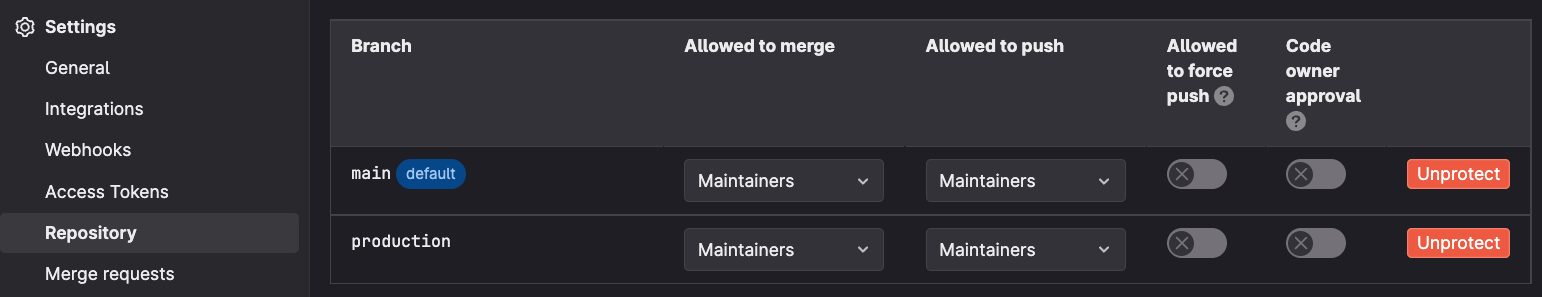 Settings
General
Integrations
Webhooks
Access Tokens
Repository
Merge requests
Branch
Allowed to merge
Allowed to push
Allowed
to force
push ?
Code
owner
approval
?
main default
Maintainers
Maintainers
Unprotect
production
Maintainers
Maintainers
Unprotect